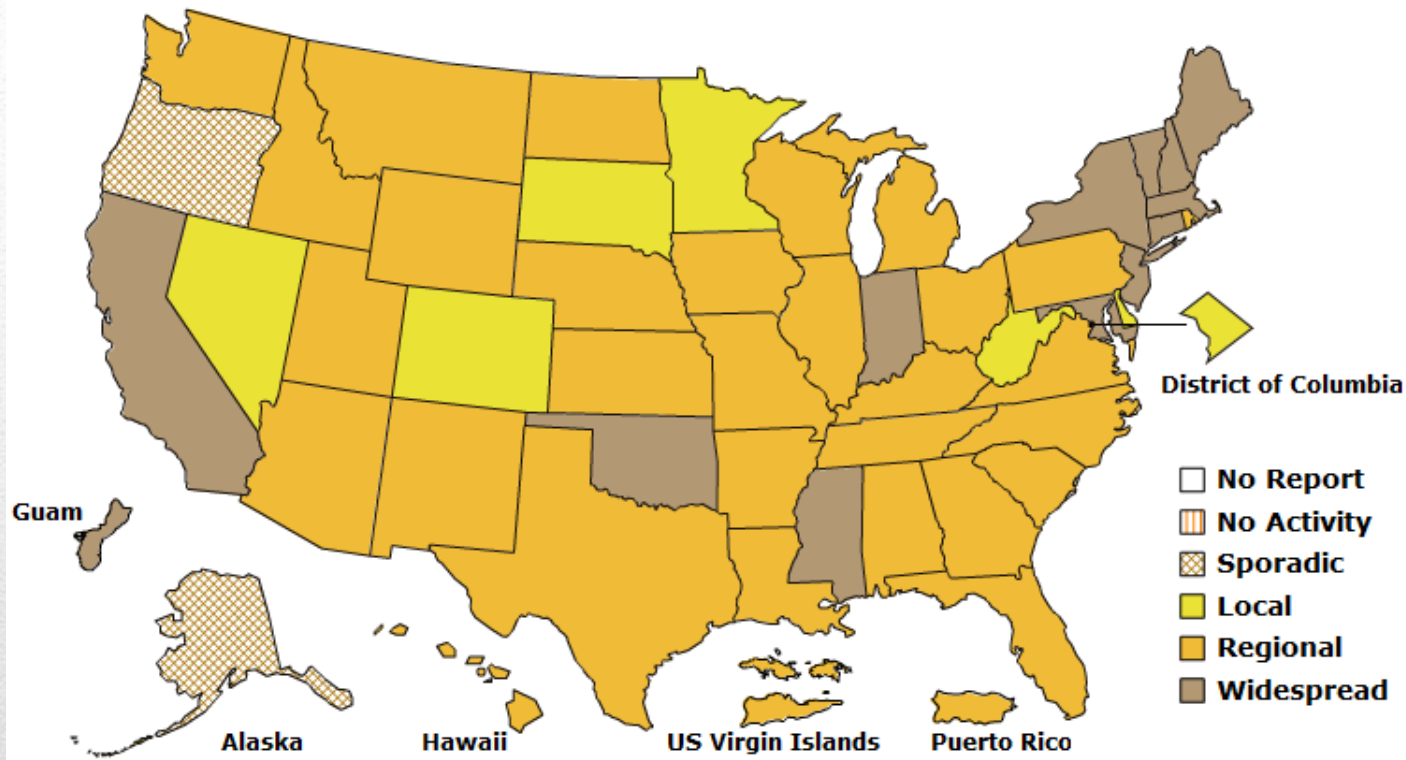 District of Columbia
No Report
Guam
No Activity
Sporadic
Local
Regional
Widespread
Alaska
Hawaii
US Virgin Islands
Puerto Rico